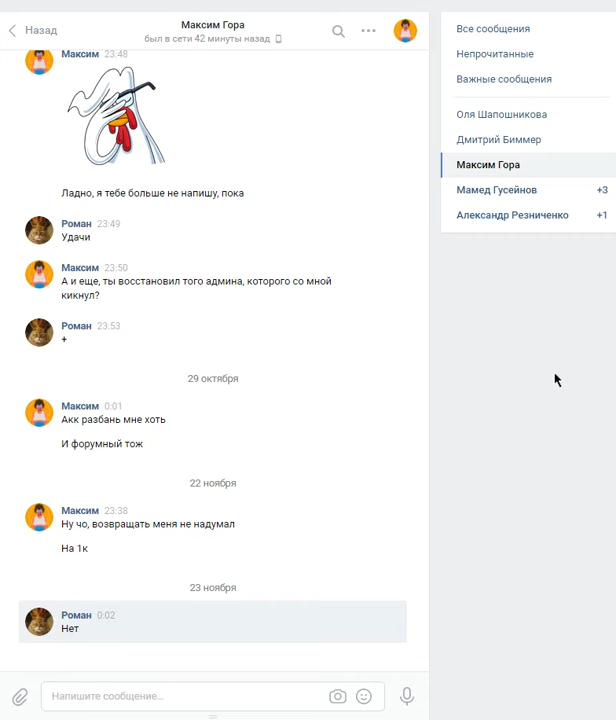 Назад
Максим Гора
был в сети 42 минуты назад
Максим 23:48
Ладно, я тебе больше не напишу, пока
Роман 23:49
Удачи
Максим 23:50
А и еще, ты восстановил того админа, которого со мной
кикнул?
Роман 23:53
+
29 октября
Максим 0:01
Акк разбань мне хоть
И форумный тож
22 ноября
Максим 23:38
Ну чо, возвращать меня не надумал
На 1к
23 ноября
Роман 0:02
Нет
Напишите сообщение...
Все сообщения
Непрочитанные
Важные сообщения
Оля Шапошникова
Дмитрий Биммер
Максим Гора
Мамед Гусейнов +3
Александр Резниченко +1